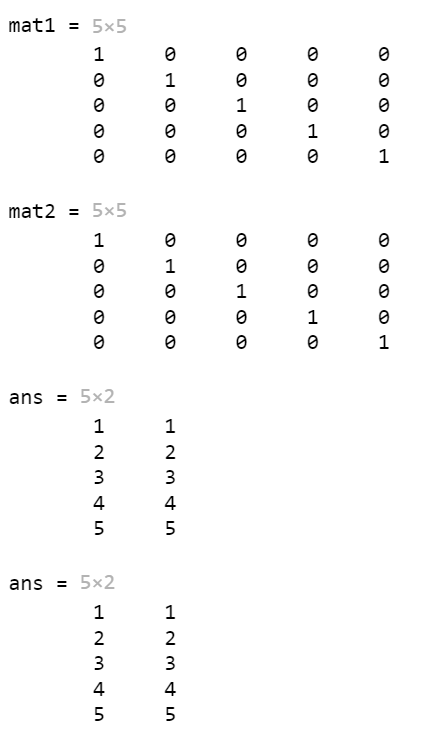 mat1 = 5×5
1 0 0 0 0
0 1 0 0 0
0 0 1 0 0
0 0 0 1 0
0 0 0 0 1
mat2 = 5×5
1 0 0 0 0
0 1 0 0 0
0 0 1 0 0
0 0 0 1 0
0 0 0 0 1
ans = 5×2
1 1
2 2
3 3
4 4
5 5
ans = 5×2
1 1
2 2
3 3
4 4
5 5